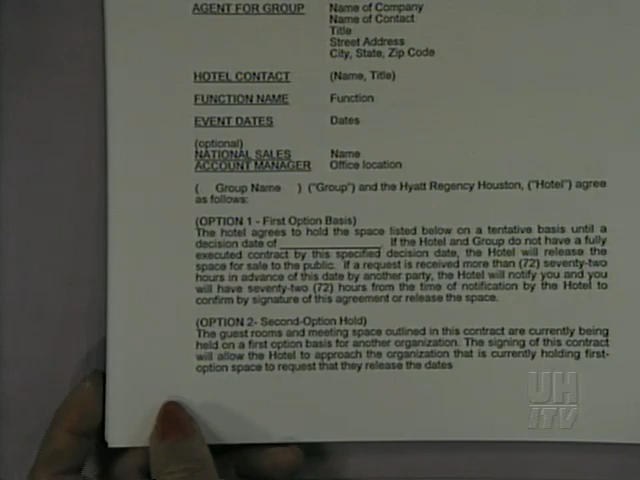 AGENT FOR GROUP Name of Company
Name of Contact
Title
Street Address
City, State, Zip Code
HOTEL CONTACT (Name, Title)
FUNCTION NAME Function
EVENT DATES Dates
(optional)
NATIONAL SALES Name
ACCOUNT MANAGER Office location
( Group Name ) ("Group") and the Hyatt Regency Houston, ("Hotel") agree
as follows:
(OPTION 1 - First Option Basis)
The hotel agrees to hold the space listed below on a tentative basis until a
decision date of ________________. If the Hotel and Group do not have a fully
executed contract by this specified decision date, the Hotel will release the
space for sale to the public. If a request is received more than (72) seventy-two
hours in advance of this date by another party, the Hotel will notify you and you
will have seventy-two (72) hours from the time of notification by the Hotel to
confirm by signature of this agreement or release the space.
(OPTION 2- Second-Option Hold)
The guest rooms and meeting space outlined in this contract are currently being
held on a first option basis for another organization. The signing of this contract
will allow the Hotel to approach the organization that is currently holding first-
option space to request that they release the dates
UH
ITV